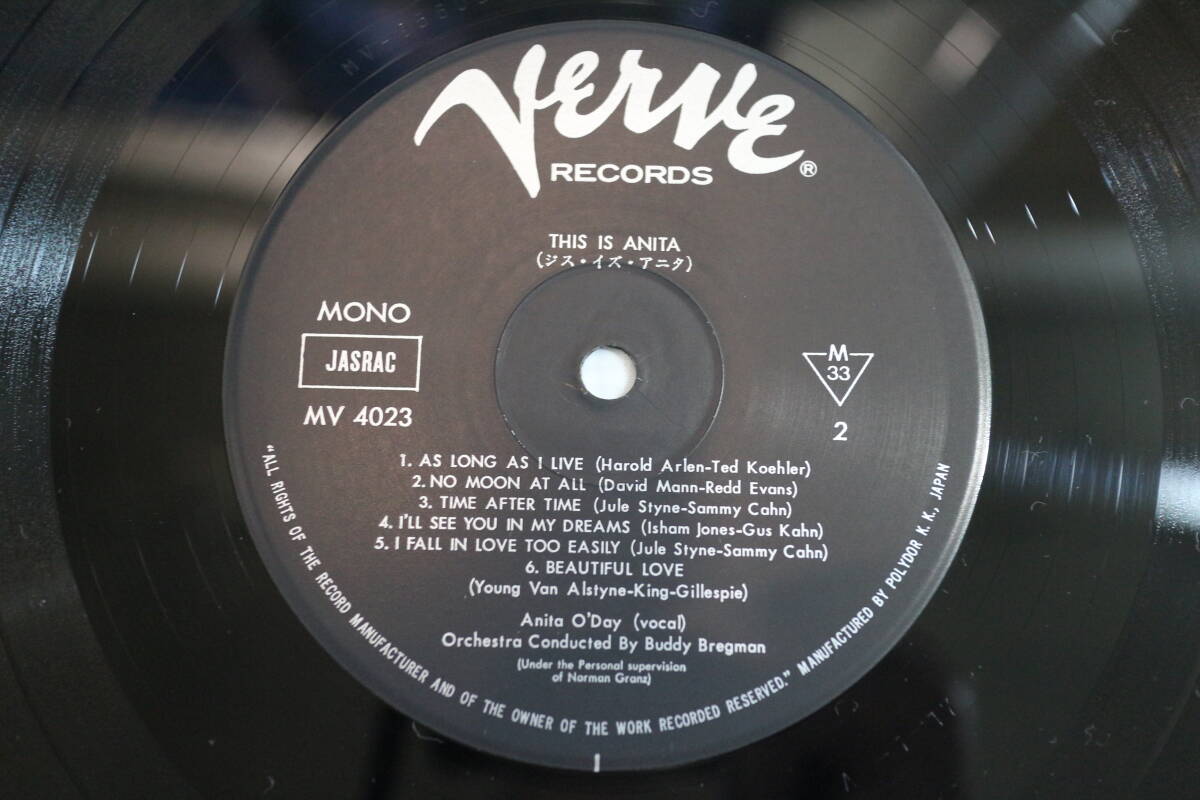 Verve
RECORDS ®
THIS IS ANITA
(ジス・イズ・アニタ)
MONO
JASRAC
MV 4023
M
33
2
1. AS LONG AS I LIVE (Harold Arlen-Ted Koehler)
2. NO MOON AT ALL (David Mann-Redd Evans)
3. TIME AFTER TIME (Jule Styne-Sammy Cahn)
4. I'LL SEE YOU IN MY DREAMS (Isham Jones-Gus Kahn)
5. I FALL IN LOVE TOO EASILY (Jule Styne-Sammy Cahn)
6. BEAUTIFUL LOVE
(Young Van Alstyne-King-Gillespie)
Anita O'Day (vocal)
Orchestra Conducted By Buddy Bregman
(Under the Personal supervision
of Norman Granz)
"ALL RIGHTS OF THE RECORD MANUFACTURER AND OF THE OWNER OF THE WORK RECORDED RESERVED." MANUFACTURED BY POLYDOR K. K., JAPAN